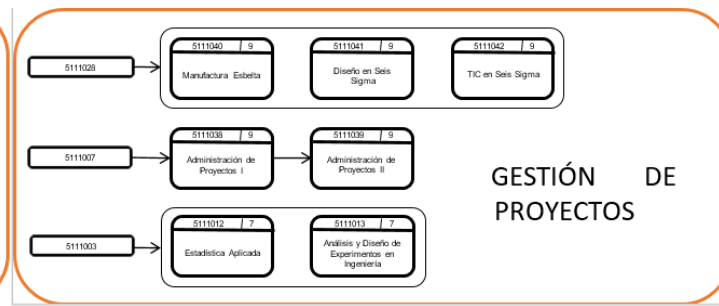 5111028
5111040 / 9
Manufactura Esbelta
5111041 / 9
Diseño en Seis
Sigma
5111042 / 9
TIC en Seis Sigma
5111007
5111038 / 9
Administración de
Proyectos I
5111039 / 9
Administración de
Proyectos II
GESTIÓN DE
PROYECTOS
5111003
5111012 / 7
Estadística Aplicada
5111013 / 7
Análisis y Diseño de
Experimentos en
Ingeniería